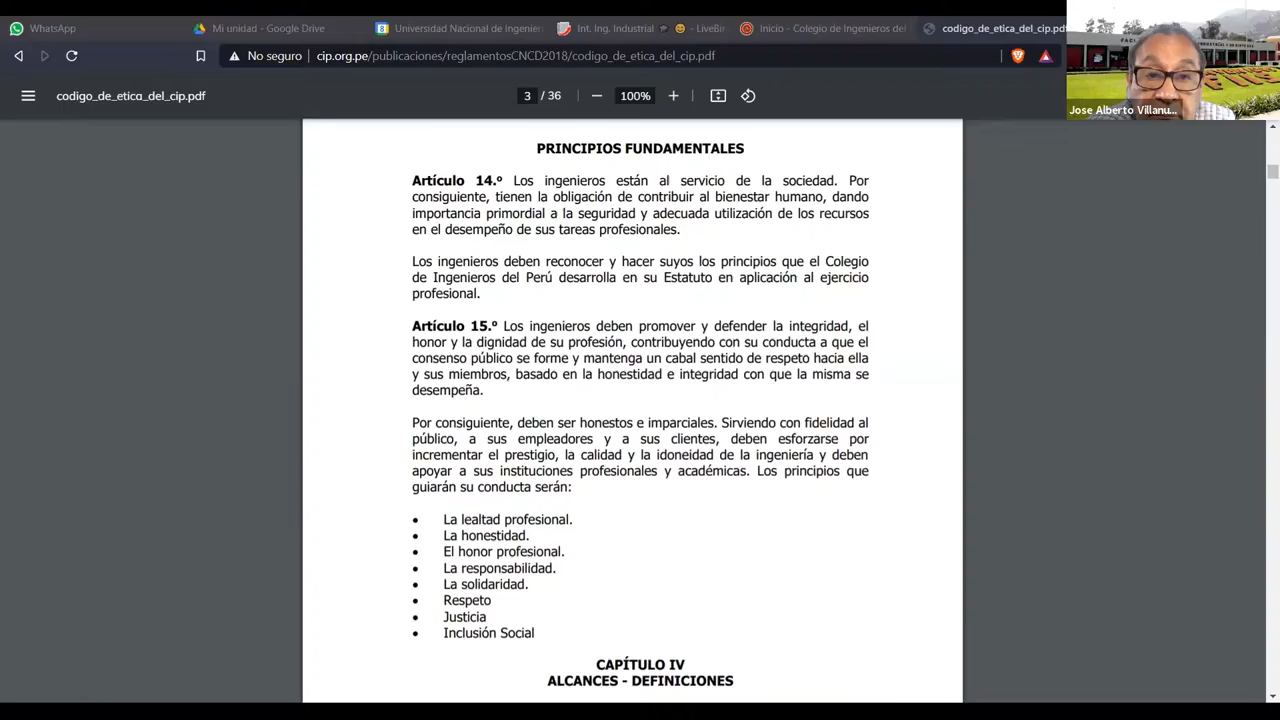 WhatsApp
Mi unidad - Google Drive
Universidad Nacional de Ingenier
Int. Ing. Industrial 🎓 😄 - LiveBi
Inicio - Colegio de Ingenieros del
codigo_de_etica_del_cip.pdf
No seguro
cip.org.pe/publicaciones/reglamentosCNCD2018/codigo_de_etica_del_cip.pdf
codigo_de_etica_del_cip.pdf
3 / 36
100%
Jose Alberto Villanu...
PRINCIPIOS FUNDAMENTALES
Artículo 14.º Los ingenieros están al servicio de la sociedad. Por
consiguiente, tienen la obligación de contribuir al bienestar humano, dando
importancia primordial a la seguridad y adecuada utilización de los recursos
en el desempeño de sus tareas profesionales.
Los ingenieros deben reconocer y hacer suyos los principios que el Colegio
de Ingenieros del Perú desarrolla en su Estatuto en aplicación al ejercicio
profesional.
Artículo 15.º Los ingenieros deben promover y defender la integridad, el
honor y la dignidad de su profesión, contribuyendo con su conducta a que el
consenso público se forme y mantenga un cabal sentido de respeto hacia ella
y sus miembros, basado en la honestidad e integridad con que la misma se
desempeña.
Por consiguiente, deben ser honestos e imparciales. Sirviendo con fidelidad al
público, a sus empleadores y a sus clientes, deben esforzarse por
incrementar el prestigio, la calidad y la idoneidad de la ingeniería y deben
apoyar a sus instituciones profesionales y académicas. Los principios que
guiarán su conducta serán:
• La lealtad profesional.
• La honestidad.
• El honor profesional.
• La responsabilidad.
• La solidaridad.
• Respeto
• Justicia
• Inclusión Social
CAPÍTULO IV
ALCANCES - DEFINICIONES